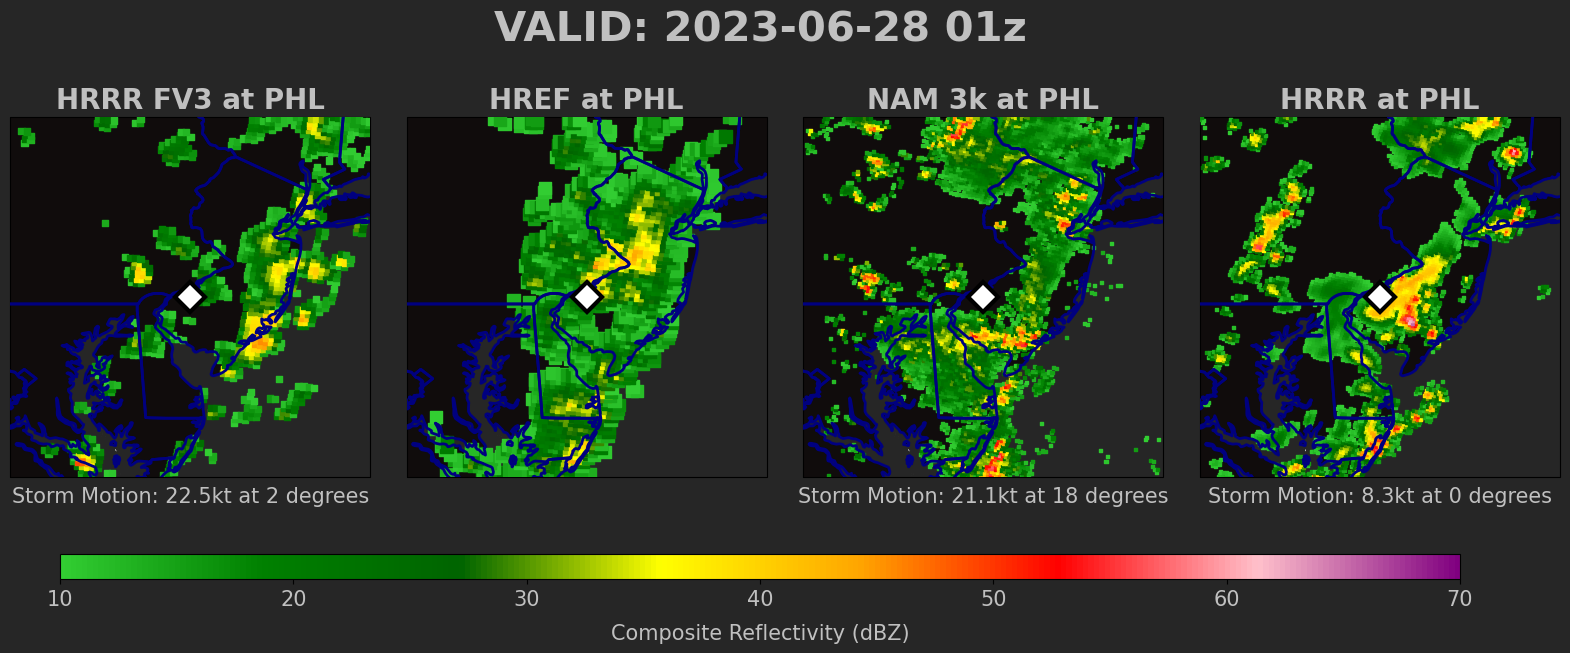 VALID: 2023-06-28 01z
HRRR FV3 at PHL
HREF at PHL
NAM 3k at PHL
HRRR at PHL
Storm Motion: 22.5kt at 2 degrees
Storm Motion: 21.1kt at 18 degrees
Storm Motion: 8.3kt at 0 degrees
10 20 30 40 50 60 70
Composite Reflectivity (dBZ)